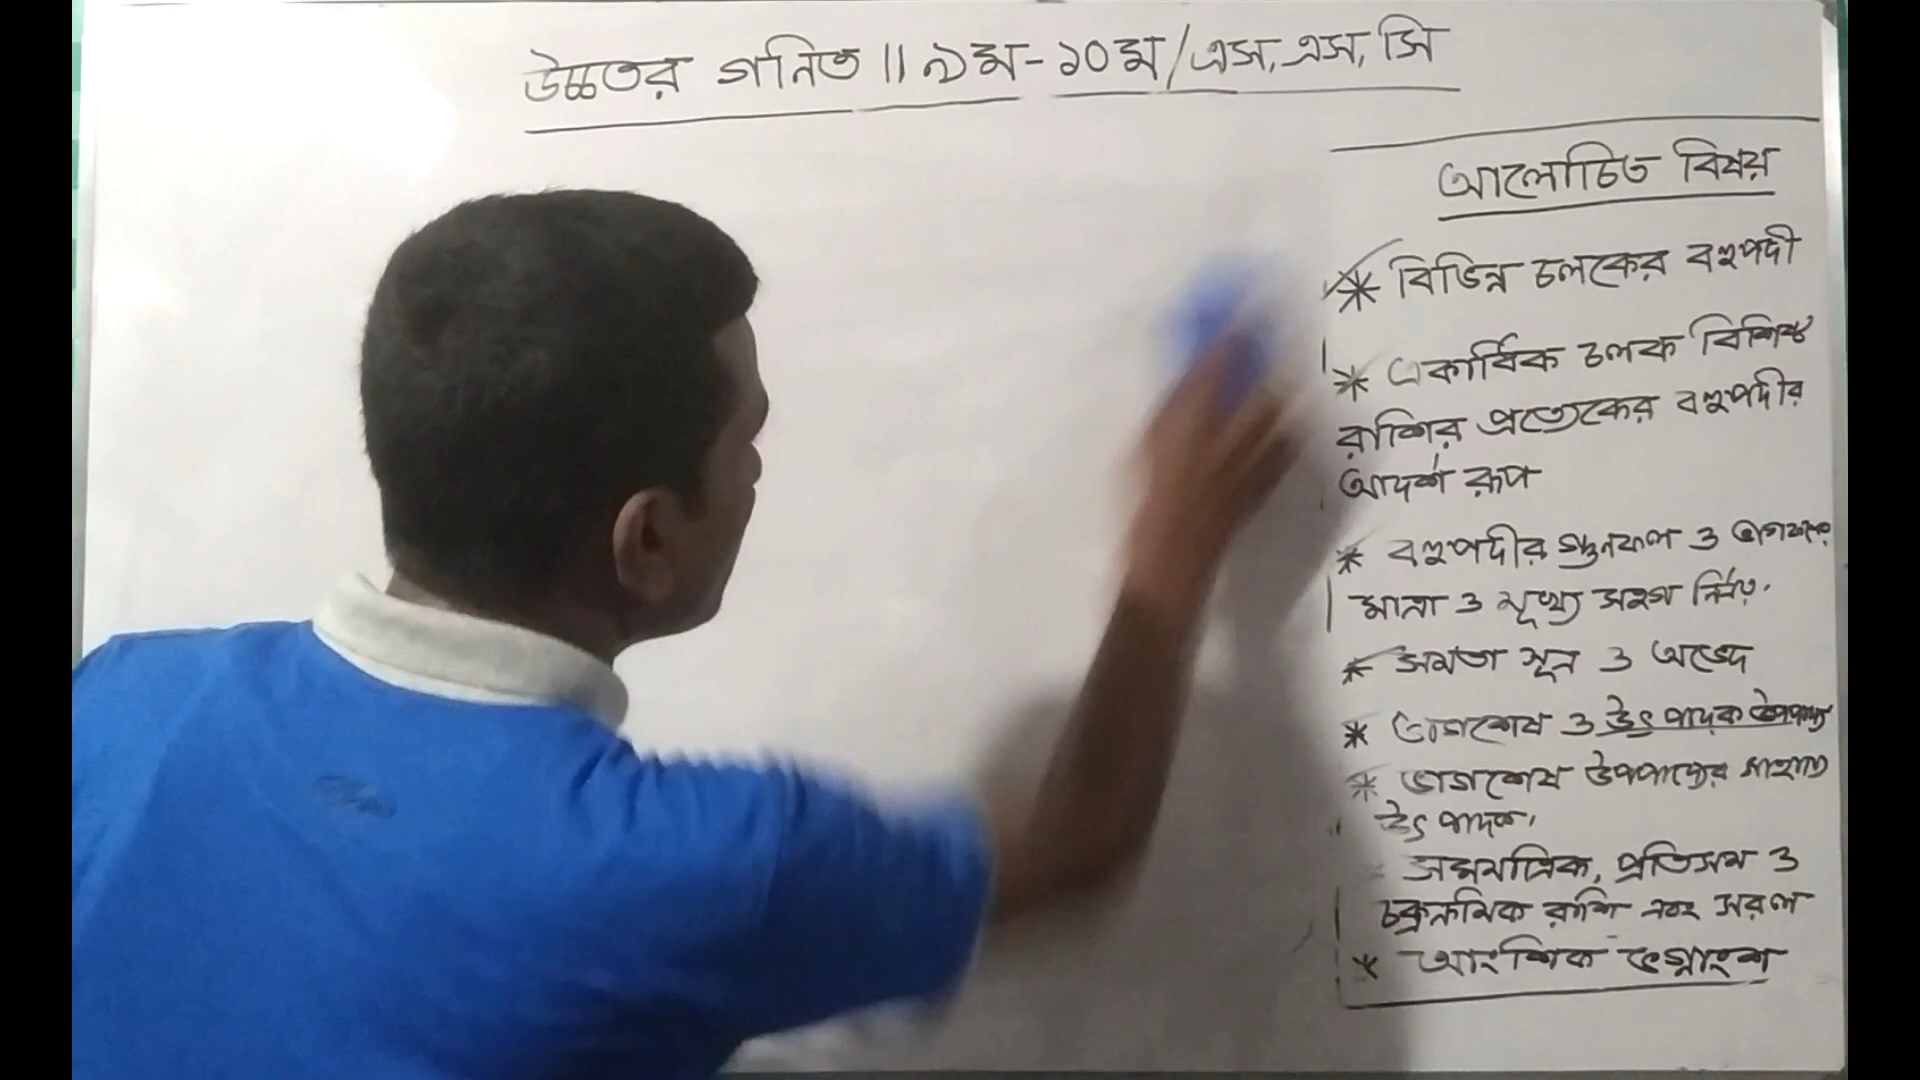 উচ্চতর গনিত || ৯ম-১০ম/এস,এস,সি
আলোচিত বিষয়
* বিভিন্ন চলকের বহুপদী
* একাধিক চলক বিশিষ্ট
রাশির প্রত্যেকের বহুপদীর
আদর্শ রূপ
* বহুপদীর গুনফল ও ভাগফলের
মাত্রা ও মূখ্য সহগ নির্ণয়.
* সমতা সূত্র ও অভেদ
* ভাগশেষ ও উৎপাদক উপপাদ্য
* ভাগশেষ উপপাদ্যের সাহায্যে
উৎপাদক.
সমমাত্রিক, প্রতিসম ও
চক্রক্রমিক রাশি এবং সরল
* আংশিক ভগ্নাংশ